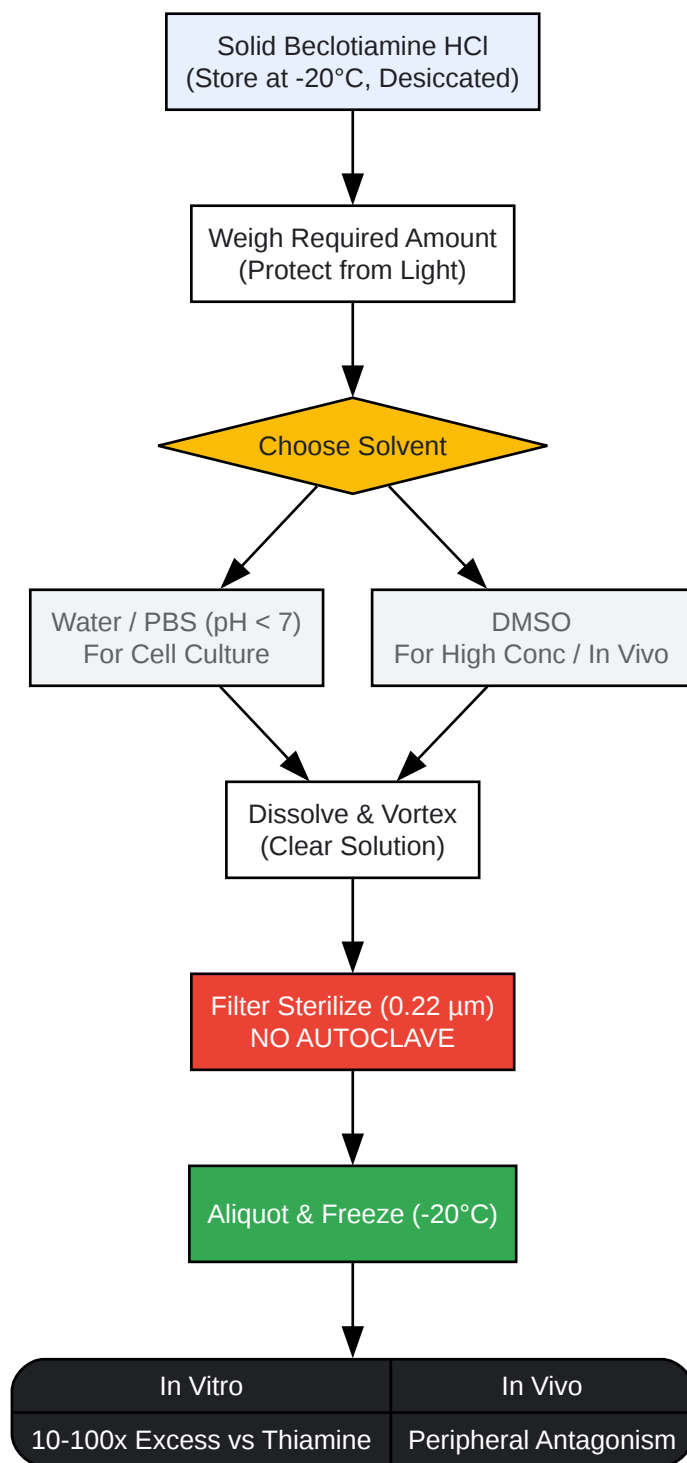 Solid Beclotiamine HCl
(Store at -20°C, Desiccated)
Weigh Required Amount
(Protect from Light)
Choose Solvent
Water / PBS (pH < 7)
For Cell Culture
DMSO
For High Conc / In Vivo
Dissolve & Vortex
(Clear Solution)
Filter Sterilize (0.22 µm)
NO AUTOCLAVE
Aliquot & Freeze (-20°C)
In Vitro
In Vivo
10-100x Excess vs Thiamine
Peripheral Antagonism